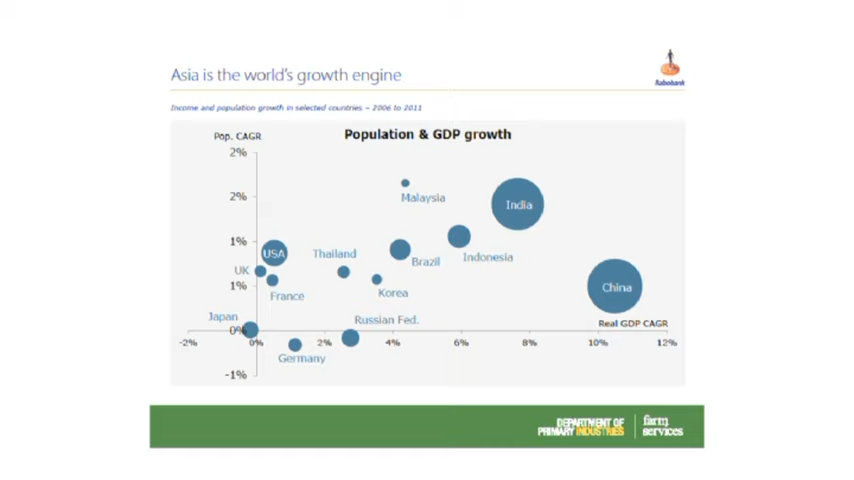 Asia is the world's growth engine
Rabobank
Income and population growth in selected countries – 2006 to 2011
Pop. CAGR
Population & GDP growth
2%
2%
Malaysia
India
1%
USA
Thailand
Brazil
Indonesia
UK
1%
France
Korea
China
Japan
Russian Fed.
Real GDP CAGR
0%
-2%
0%
2%
4%
6%
8%
10%
12%
Germany
-1%
DEPARTMENT OF
PRIMARY INDUSTRIES
farm
services